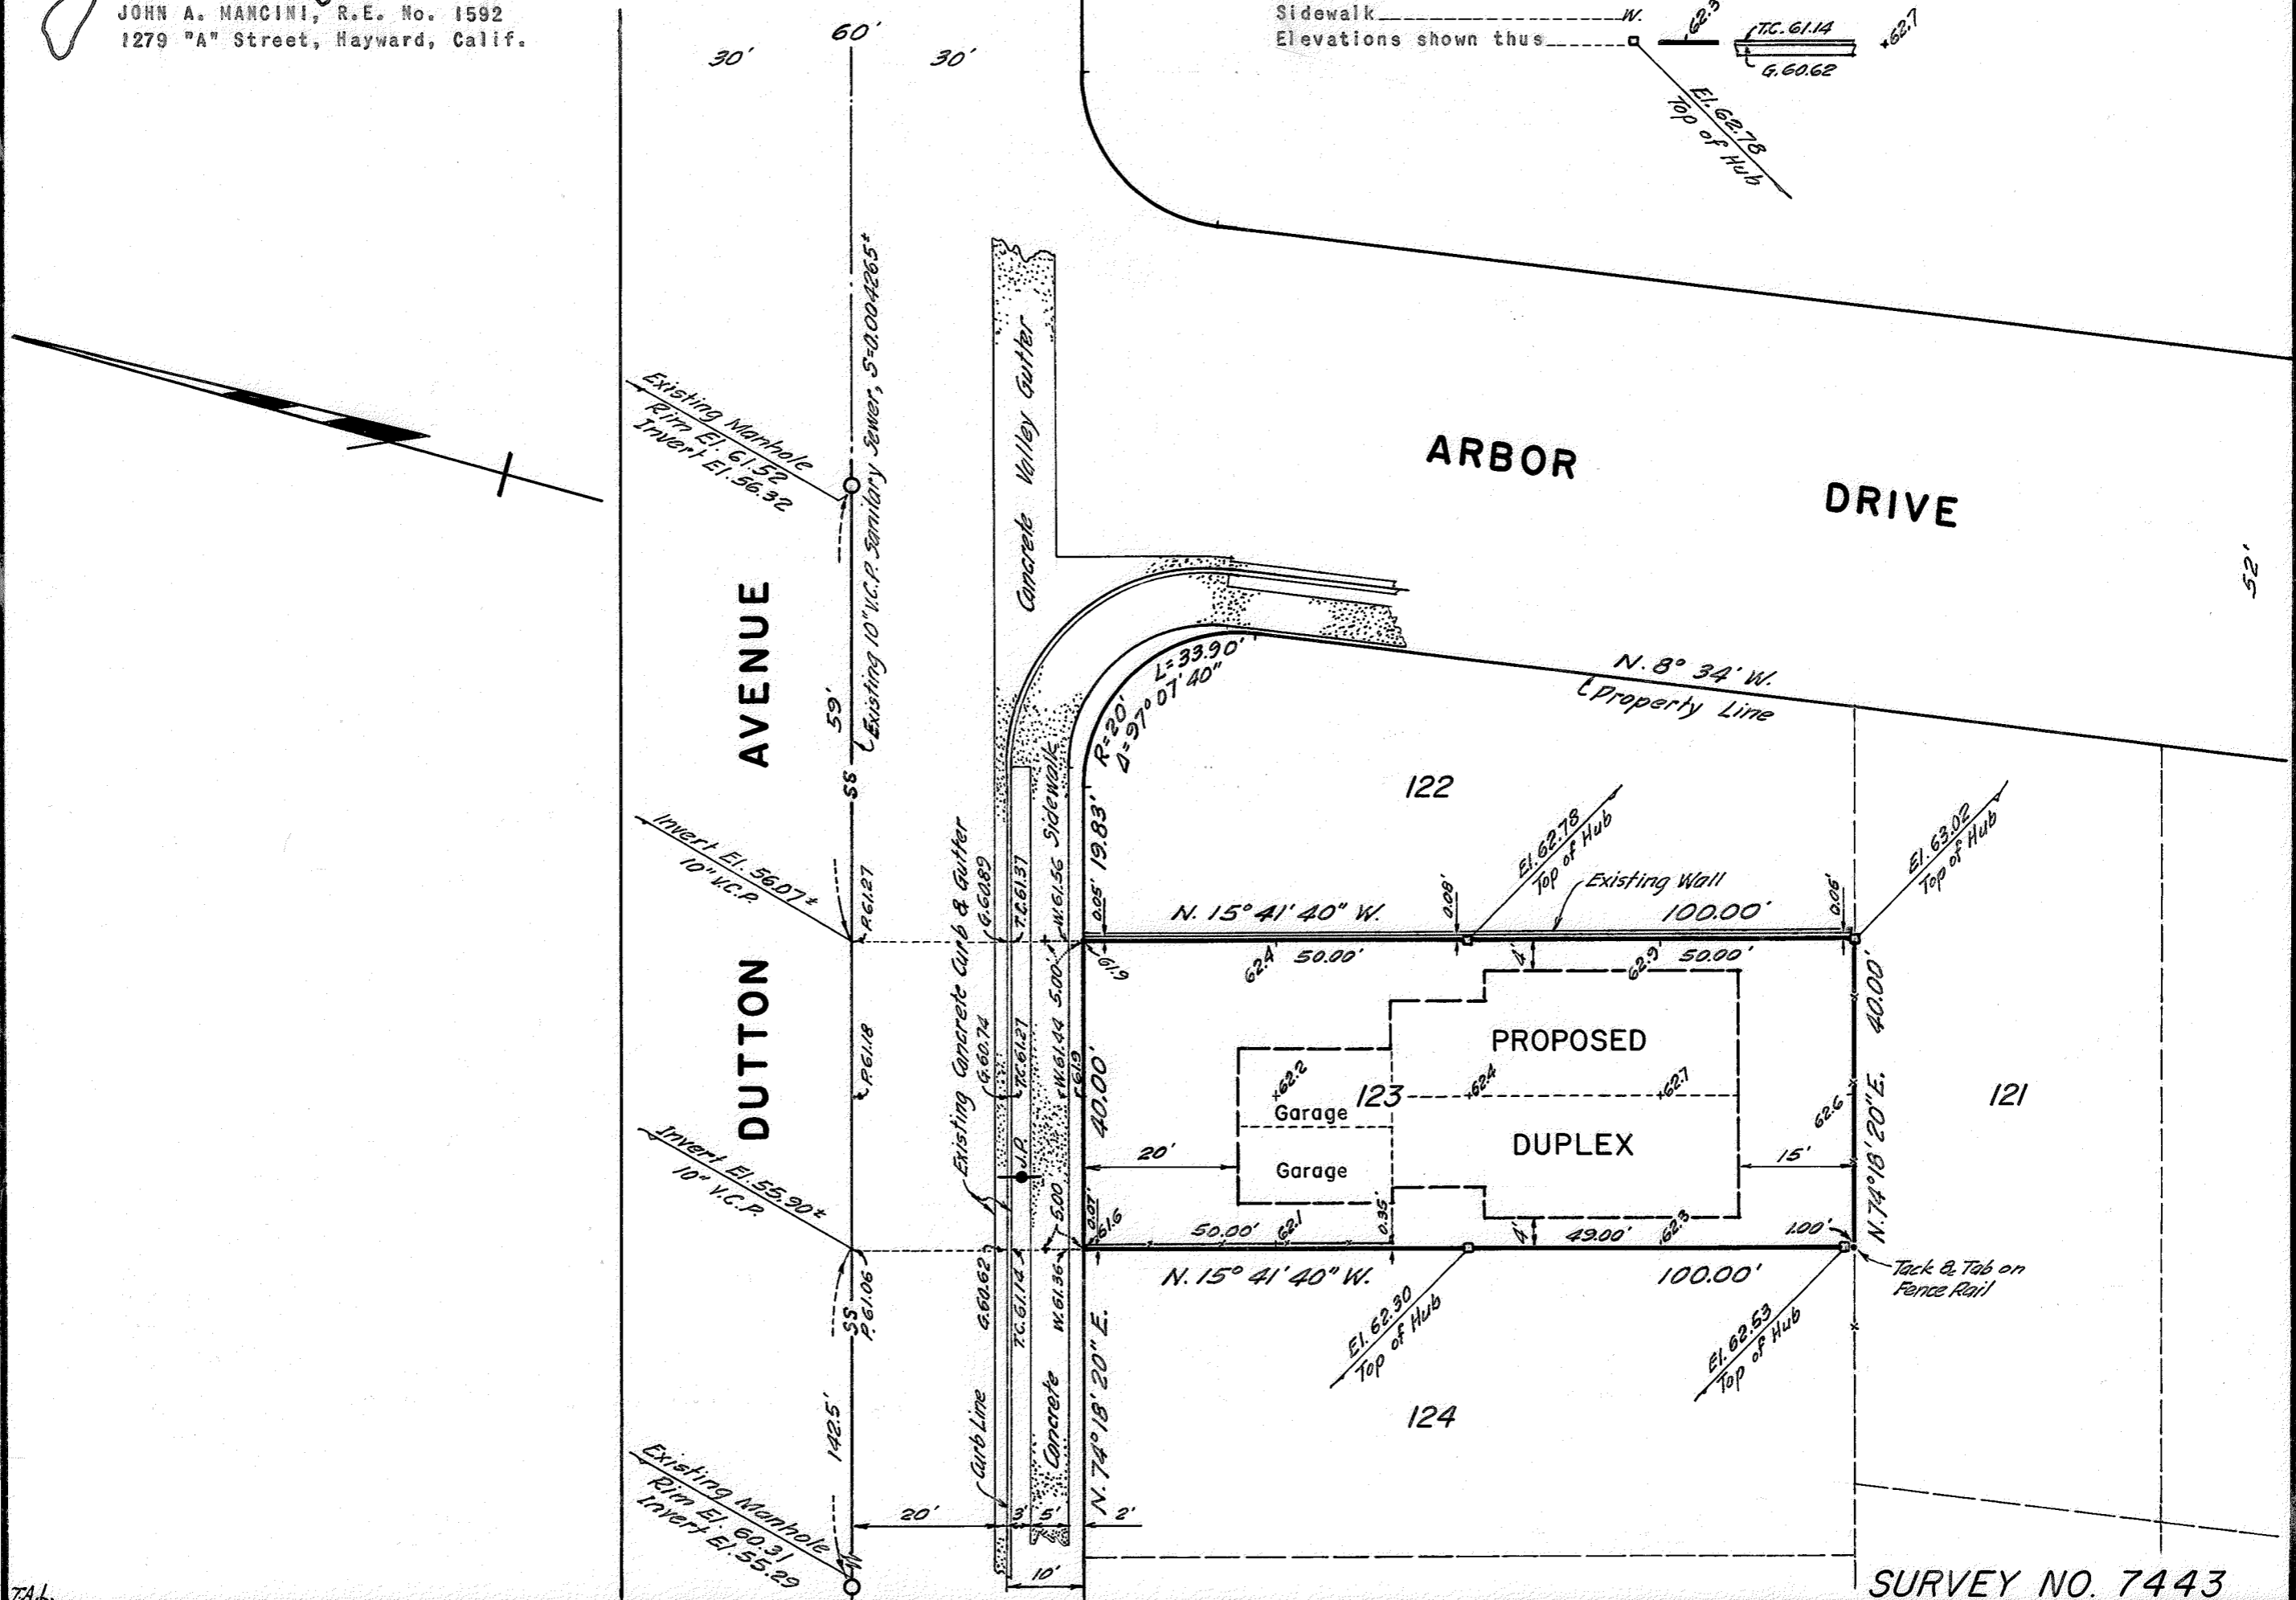 JOHN A. MANCINI, R.E. No. 1592
1279 "A" Street, Hayward, Calif.
Sidewalk W.
Elevations shown thus
62.3
T.C. 61.14
G. 60.62
+62.7
El. 62.78
Top of Hub
60'
30'
30'
Existing Manhole
Rim El. 61.52
Invert El. 56.32
Existing 10" V.C.P. Sanitary Sewer, S=0.004265±
Concrete Valley Gutter
ARBOR DRIVE
52'
DUTTON AVENUE
59'
SS
L=33.90'
R=20'
Δ=97° 07' 40"
N. 8° 34' W.
Property Line
122
Invert El. 56.07±
10" V.C.P.
P. 61.27
Existing Concrete Curb & Gutter
G. 60.89
T.C. 61.37
W. 61.56
Sidewalk
0.05'
19.83'
El. 62.78
Top of Hub
El. 63.02
Top of Hub
Existing Wall
N. 15° 41' 40" W.
0.08'
100.00'
0.06'
61.9
62.4
50.00'
4'
62.9
50.00'
5.00'
40.00'
P. 61.18
G. 60.74
T.C. 61.27
W. 61.44
61.9
40.00'
PROPOSED
DUPLEX
+62.2
123
+62.4
+62.7
Garage
Garage
62.6
121
N. 74° 18' 20" E.
20'
15'
J.P.
Invert El. 55.90±
10" V.C.P.
5.00'
0.07'
61.6
50.00'
62.1
0.35'
4'
49.00'
62.3
1.00'
SS
P. 61.06
G. 60.62
T.C. 61.14
W. 61.36
N. 15° 41' 40" W.
100.00'
Tack & Tab on
Fence Rail
El. 62.30
Top of Hub
El. 62.53
Top of Hub
N. 74° 18' 20" E.
124
142.5'
Curb Line
Concrete
Existing Manhole
Rim El. 60.31
Invert El. 55.29
20'
3'
5'
2'
10'
SURVEY NO. 7443